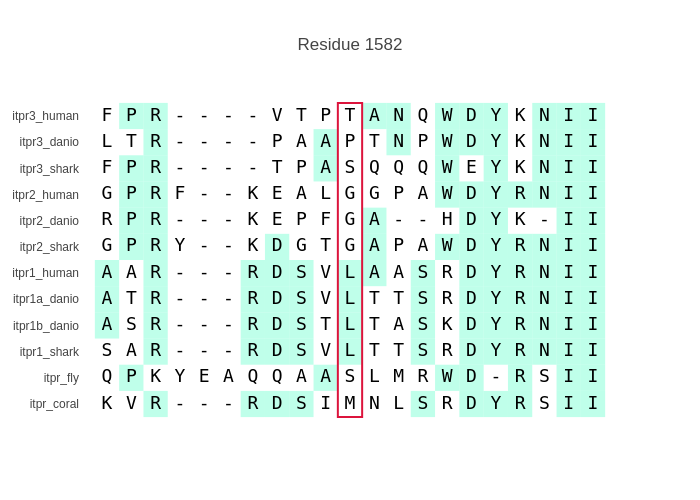 Residue 1582
itpr3_human F P R - - - - V T P T A N Q W D Y K N I I
itpr3_danio L T R - - - - P A A P T N P W D Y K N I I
itpr3_shark F P R - - - - T P A S Q Q Q W E Y K N I I
itpr2_human G P R F - - K E A L G G P A W D Y R N I I
itpr2_danio R P R - - - K E P F G A - - H D Y K - I I
itpr2_shark G P R Y - - K D G T G A P A W D Y R N I I
itpr1_human A A R - - - R D S V L A A S R D Y R N I I
itpr1a_danio A T R - - - R D S V L T T S R D Y R N I I
itpr1b_danio A S R - - - R D S T L T A S K D Y R N I I
itpr1_shark S A R - - - R D S V L T T S R D Y R N I I
itpr_fly Q P K Y E A Q Q A A S L M R W D - R S I I
itpr_coral K V R - - - R D S I M N L S R D Y R S I I